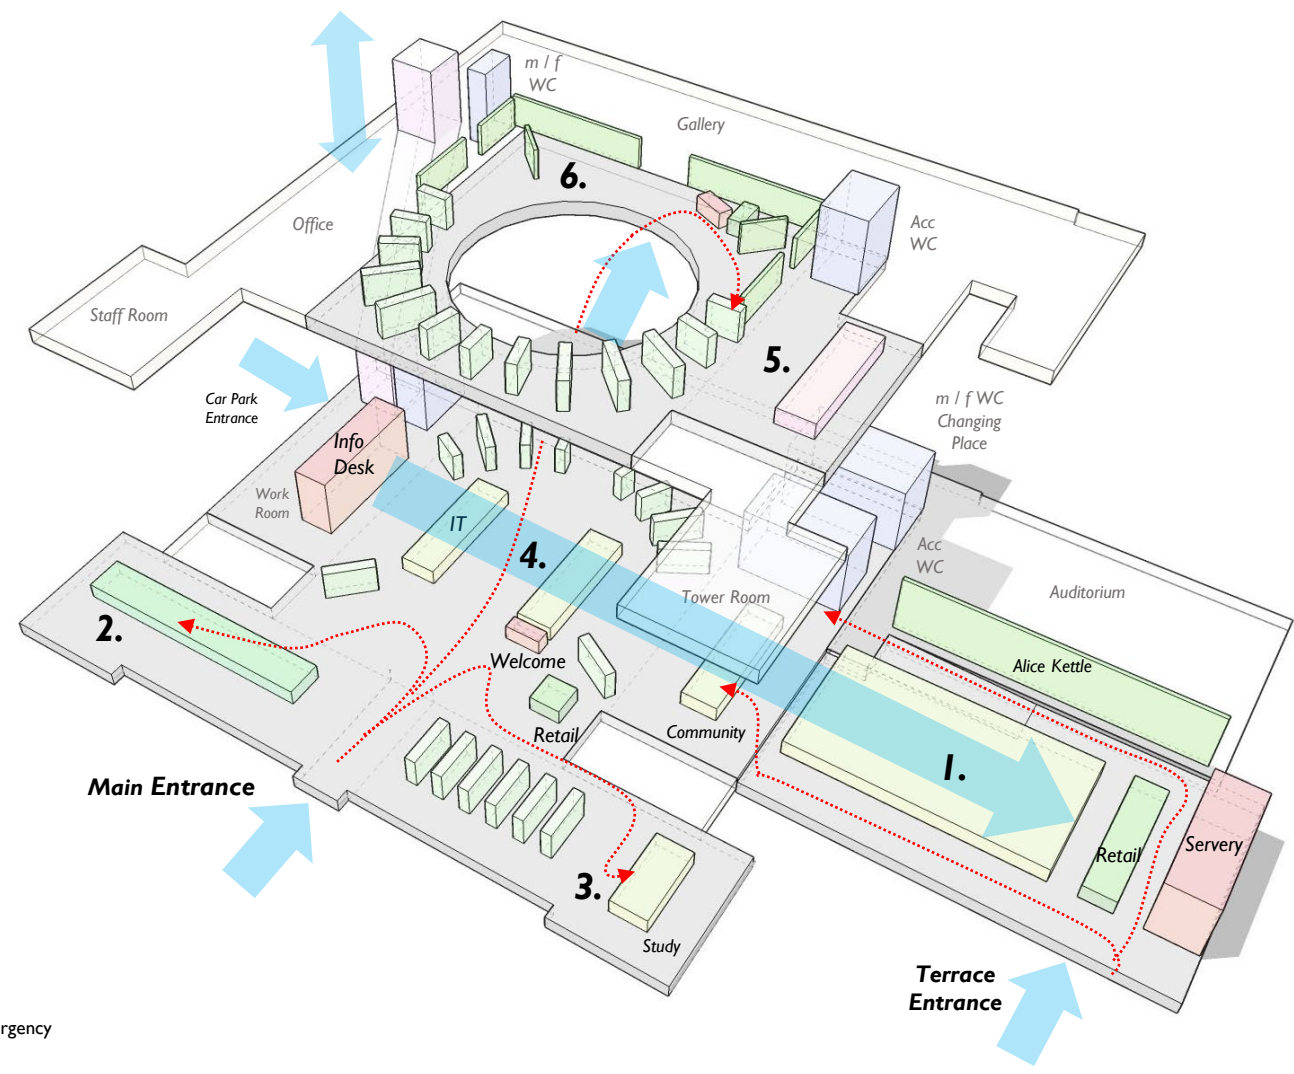 m / f
WC
Gallery
6.
Office
Acc
WC
Staff Room
5.
Car Park
Entrance
m / f WC
Changing
Place
Info
Desk
Work
Room
IT
4.
Acc
WC
Tower Room
Auditorium
2.
Welcome
Alice Kettle
Retail
Community
1.
Main Entrance
Retail
Servery
3.
Study
Terrace
Entrance
rgency